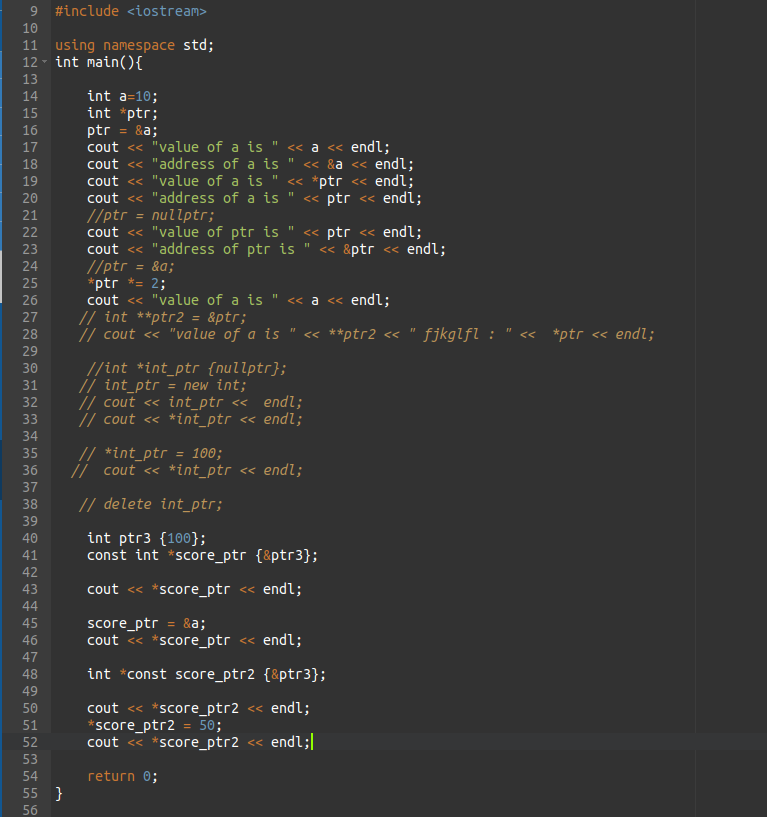 9 #include <iostream>
10
11 using namespace std;
12 int main(){
13
14     int a=10;
15     int *ptr;
16     ptr = &a;
17     cout << "value of a is " << a << endl;
18     cout << "address of a is " << &a << endl;
19     cout << "value of a is " << *ptr << endl;
20     cout << "address of a is " << ptr << endl;
21     //ptr = nullptr;
22     cout << "value of ptr is " << ptr << endl;
23     cout << "address of ptr is " << &ptr << endl;
24     //ptr = &a;
25     *ptr *= 2;
26     cout << "value of a is " << a << endl;
27    // int **ptr2 = &ptr;
28    // cout << "value of a is " << **ptr2 << " fjkglfl : " <<  *ptr << endl;
29
30     //int *int_ptr {nullptr};
31    // int_ptr = new int;
32    // cout << int_ptr <<  endl;
33    // cout << *int_ptr << endl;
34
35    // *int_ptr = 100;
36   //  cout << *int_ptr << endl;
37
38    // delete int_ptr;
39
40     int ptr3 {100};
41     const int *score_ptr {&ptr3};
42
43     cout << *score_ptr << endl;
44
45     score_ptr = &a;
46     cout << *score_ptr << endl;
47
48     int *const score_ptr2 {&ptr3};
49
50     cout << *score_ptr2 << endl;
51     *score_ptr2 = 50;
52     cout << *score_ptr2 << endl;
53
54     return 0;
55 }
56